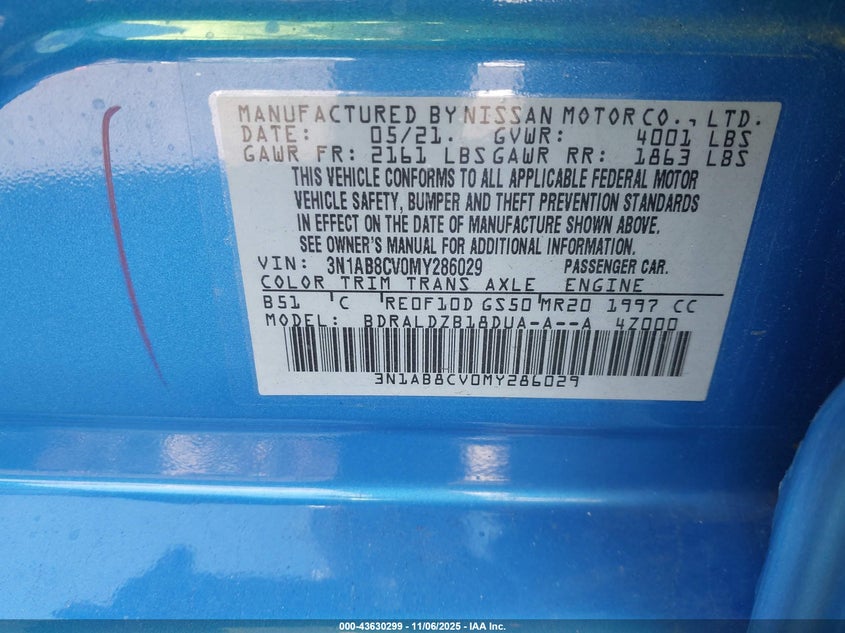 MANUFACTURED BY NISSAN MOTOR CO., LTD.
DATE: 05/21. GVWR: 4001 LBS
GAWR FR: 2161 LBS GAWR RR: 1863 LBS
THIS VEHICLE CONFORMS TO ALL APPLICABLE FEDERAL MOTOR
VEHICLE SAFETY, BUMPER AND THEFT PREVENTION STANDARDS
IN EFFECT ON THE DATE OF MANUFACTURE SHOWN ABOVE.
SEE OWNER'S MANUAL FOR ADDITIONAL INFORMATION.
VIN: 3N1AB8CV0MY286029 PASSENGER CAR.
COLOR TRIM TRANS AXLE ENGINE
B51 'C 'RE0F10D GS50 MR20 1997 CC
MODEL: BDRALDZB18DUA-A--A 4Z000
3N1AB8CV0MY286029
000-43630299 - 11/06/2025 - IAA Inc.